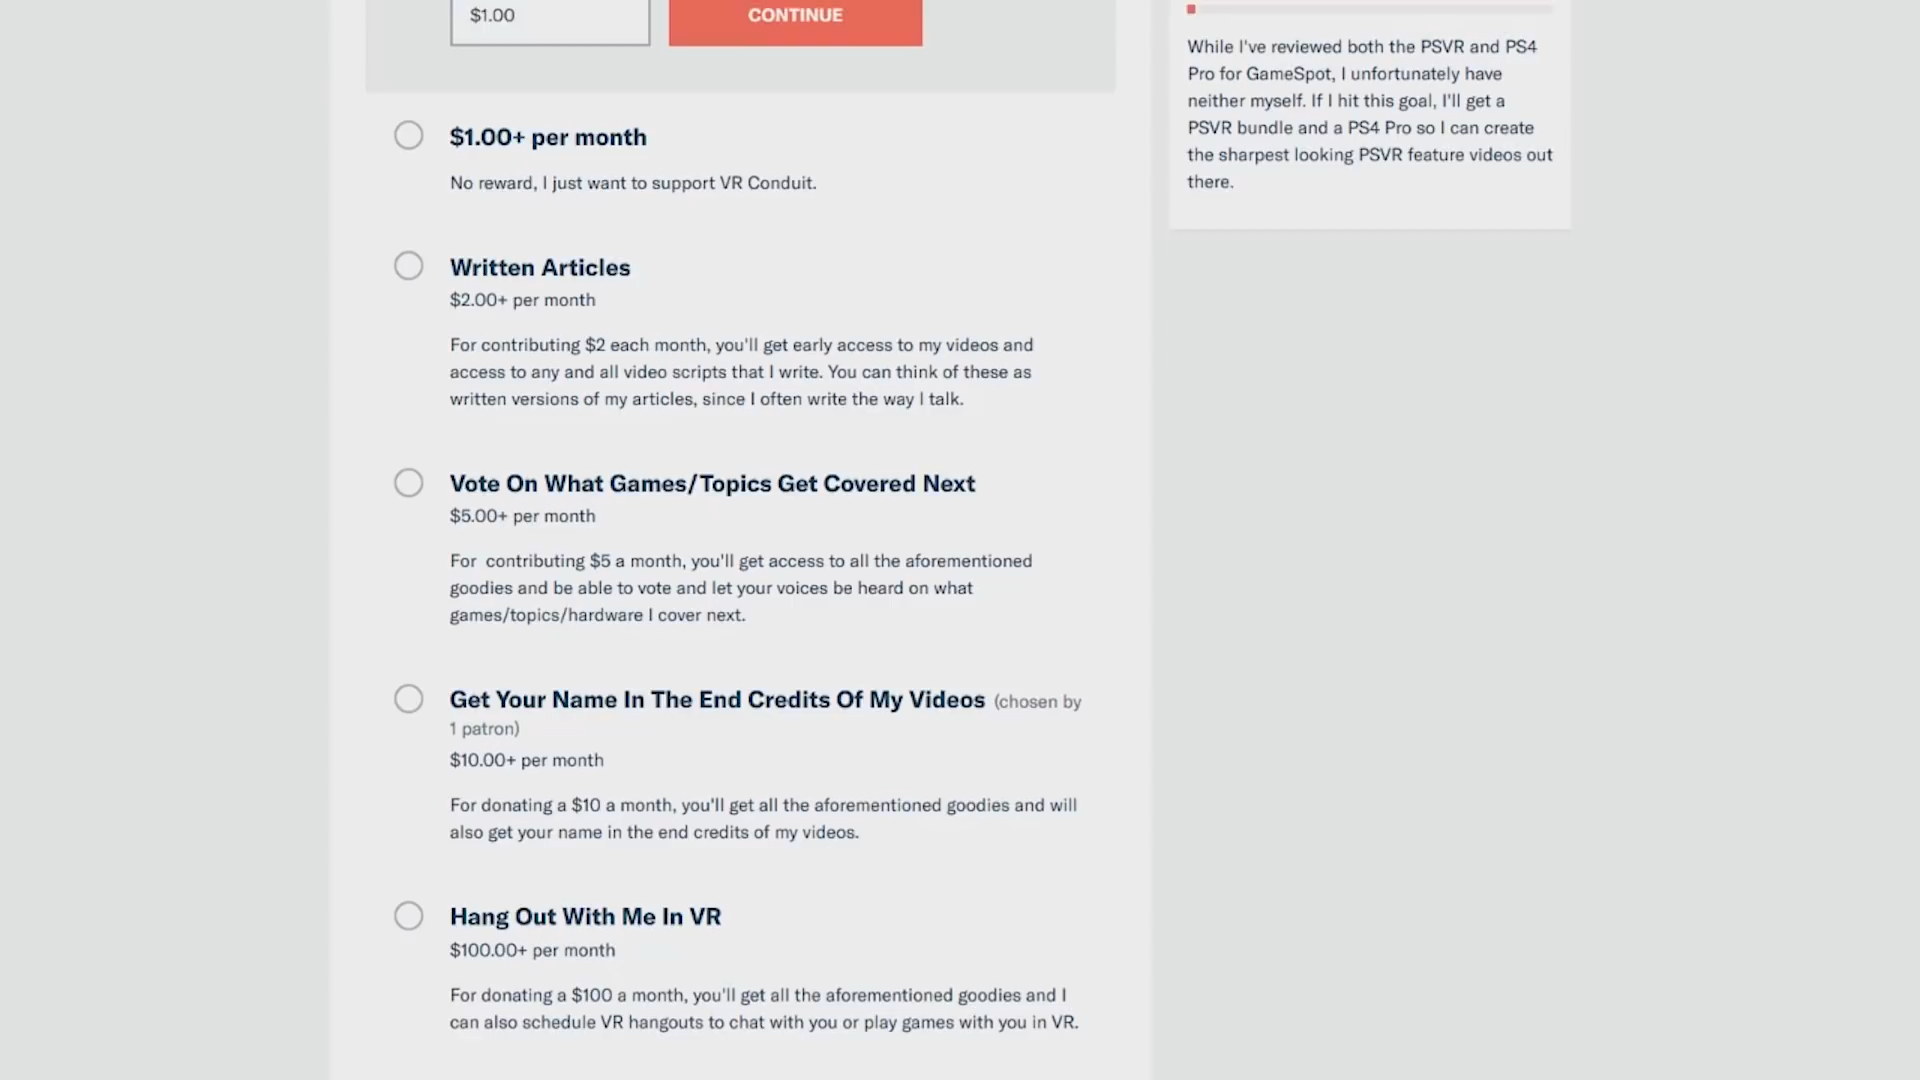 $1.00
CONTINUE
$1.00+ per month
No reward, I just want to support VR Conduit.
Written Articles
$2.00+ per month
For contributing $2 each month, you'll get early access to my videos and
access to any and all video scripts that I write. You can think of these as
written versions of my articles, since I often write the way I talk.
Vote On What Games/Topics Get Covered Next
$5.00+ per month
For  contributing $5 a month, you'll get access to all the aforementioned
goodies and be able to vote and let your voices be heard on what
games/topics/hardware I cover next.
Get Your Name In The End Credits Of My Videos (chosen by
1 patron)
$10.00+ per month
For donating a $10 a month, you'll get all the aforementioned goodies and will
also get your name in the end credits of my videos.
Hang Out With Me In VR
$100.00+ per month
For donating a $100 a month, you'll get all the aforementioned goodies and I
can also schedule VR hangouts to chat with you or play games with you in VR.
While I've reviewed both the PSVR and PS4
Pro for GameSpot, I unfortunately have
neither myself. If I hit this goal, I'll get a
PSVR bundle and a PS4 Pro so I can create
the sharpest looking PSVR feature videos out
there.